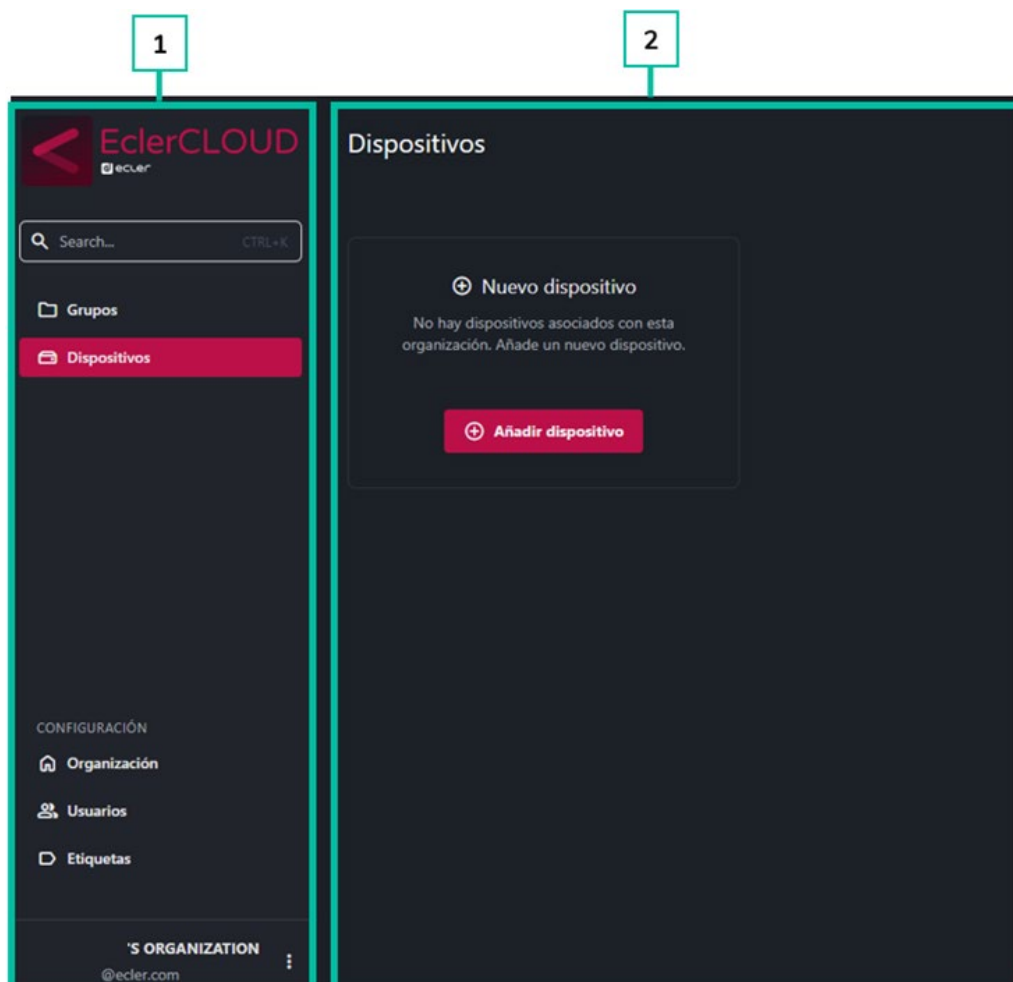 1
2
EclerCLOUD
ecler
Search...
CTRL+K
Grupos
Dispositivos
CONFIGURACIÓN
Organización
Usuarios
Etiquetas
'S ORGANIZATION
@ecler.com
Dispositivos
Nuevo dispositivo
No hay dispositivos asociados con esta
organización. Añade un nuevo dispositivo.
Añadir dispositivo